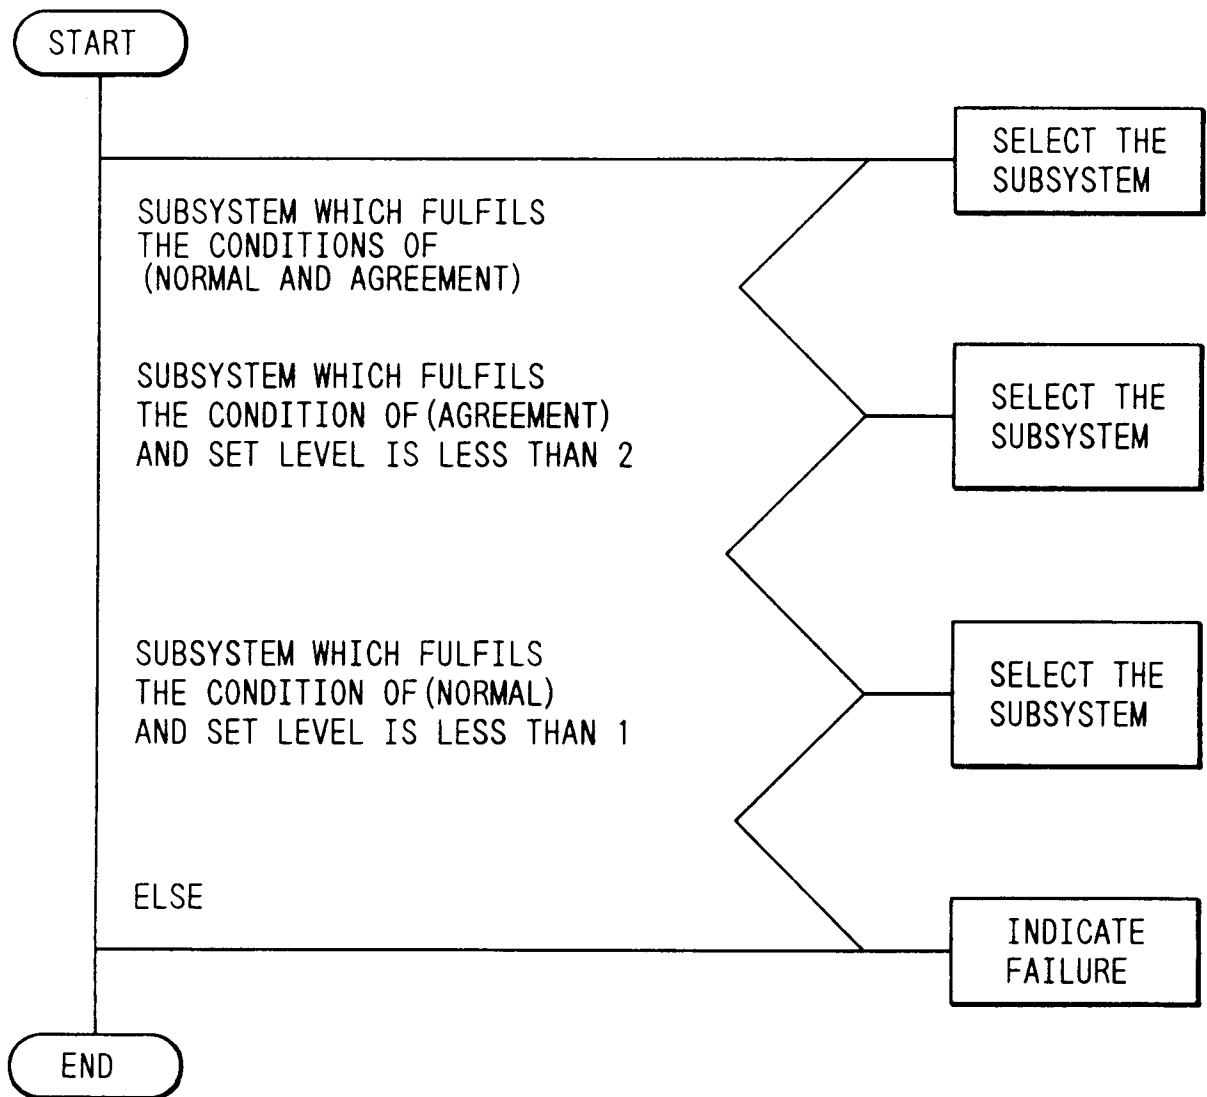 START
SELECT THE
SUBSYSTEM
SUBSYSTEM WHICH FULFILS
THE CONDITIONS OF
(NORMAL AND AGREEMENT)
SUBSYSTEM WHICH FULFILS
THE CONDITION OF (AGREEMENT)
AND SET LEVEL IS LESS THAN 2
SELECT THE
SUBSYSTEM
SUBSYSTEM WHICH FULFILS
THE CONDITION OF (NORMAL)
AND SET LEVEL IS LESS THAN 1
SELECT THE
SUBSYSTEM
ELSE
INDICATE
FAILURE
END